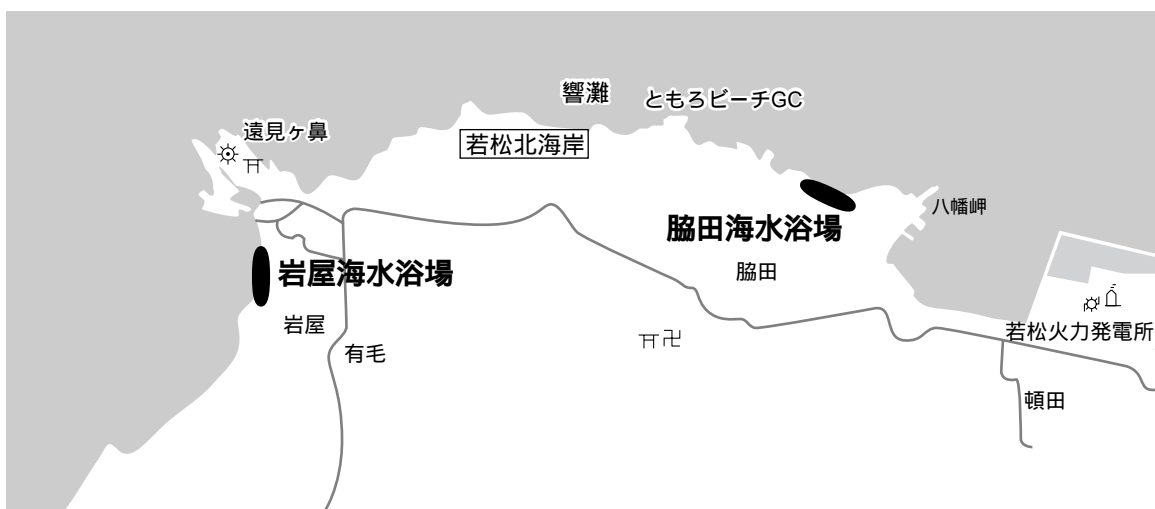 響灘
ともろビーチGC
遠見ヶ鼻
若松北海岸
八幡岬
脇田海水浴場
脇田
岩屋海水浴場
岩屋
有毛
若松火力発電所
頓田